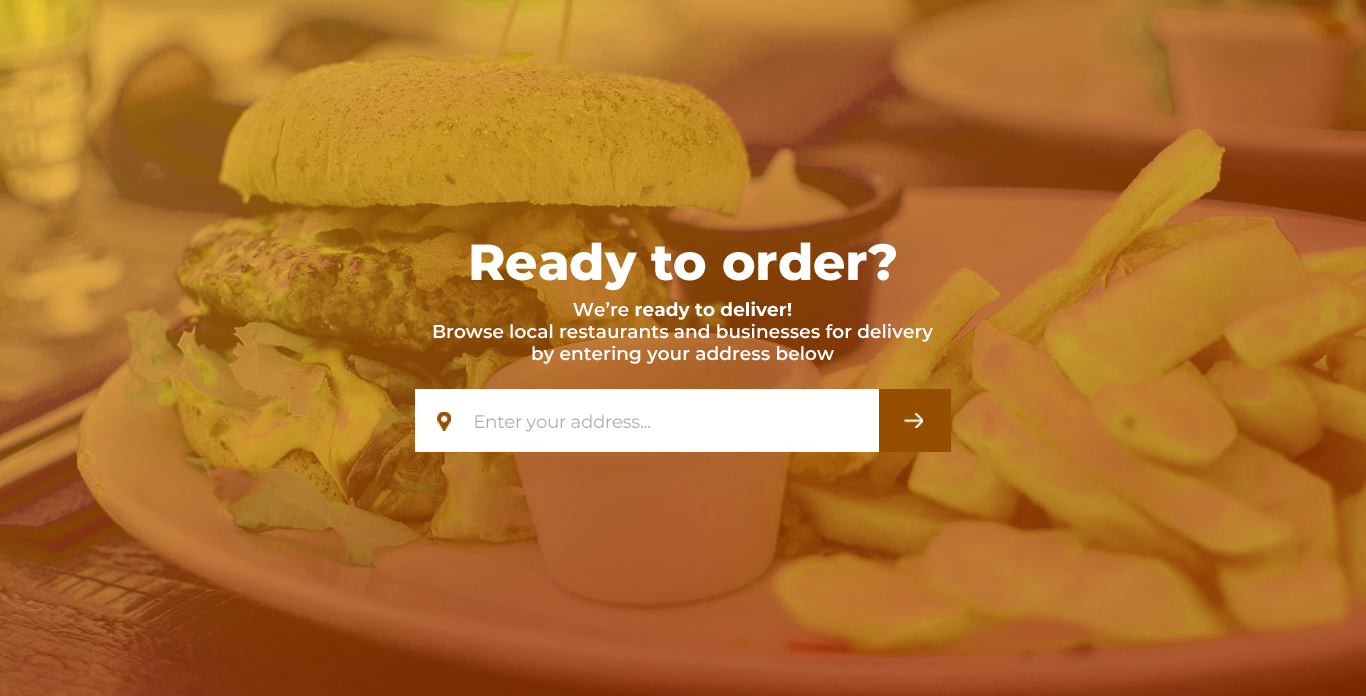 Ready to order?
We’re ready to deliver!
Browse local restaurants and businesses for delivery
by entering your address below
Enter your address...